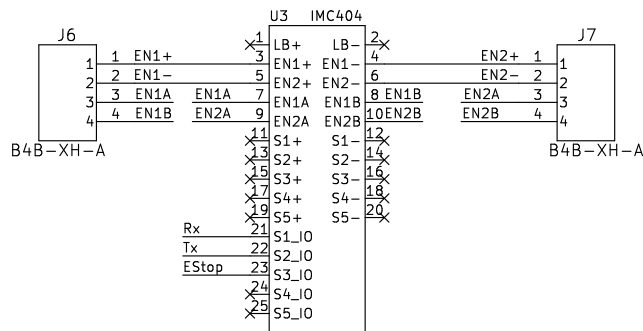 U3 IMC404
J6
J7
1 LB+ LB- 2
1 1 EN1+ 3 EN1+ EN1- 4 EN2+ 1 1
2 2 EN1- 5 EN2+ EN2- 6 EN2- 2 2
3 3 EN1A EN1A 7 EN1A EN1B 8 EN1B EN2A 3 3
4 4 EN1B EN2A 9 EN2A EN2B 10 EN2B EN2B 4 4
B4B-XH-A
B4B-XH-A
11 S1+ S1- 12
13 S2+ S2- 14
15 S3+ S3- 16
17 S4+ S4- 18
19 S5+ S5- 20
Rx 21 S1_IO
Tx 22 S2_IO
EStop 23 S3_IO
24 S4_IO
25 S5_IO